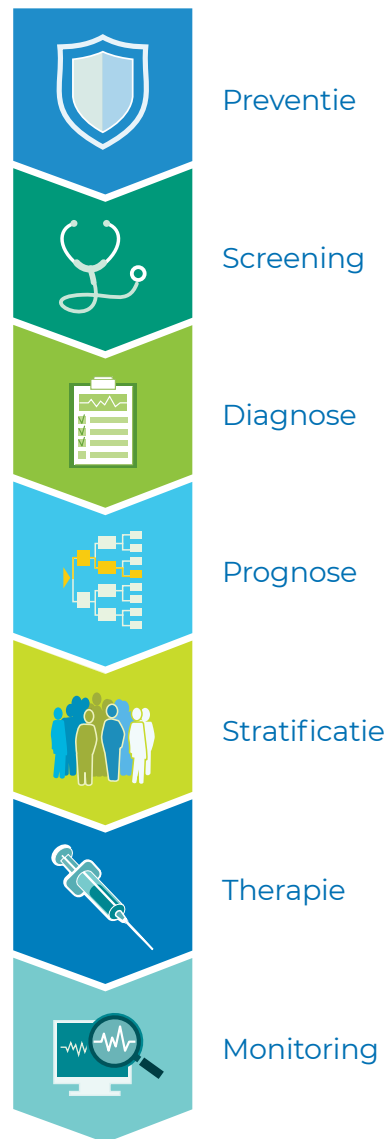 Preventie
Screening
Diagnose
Prognose
Stratificatie
Therapie
Monitoring